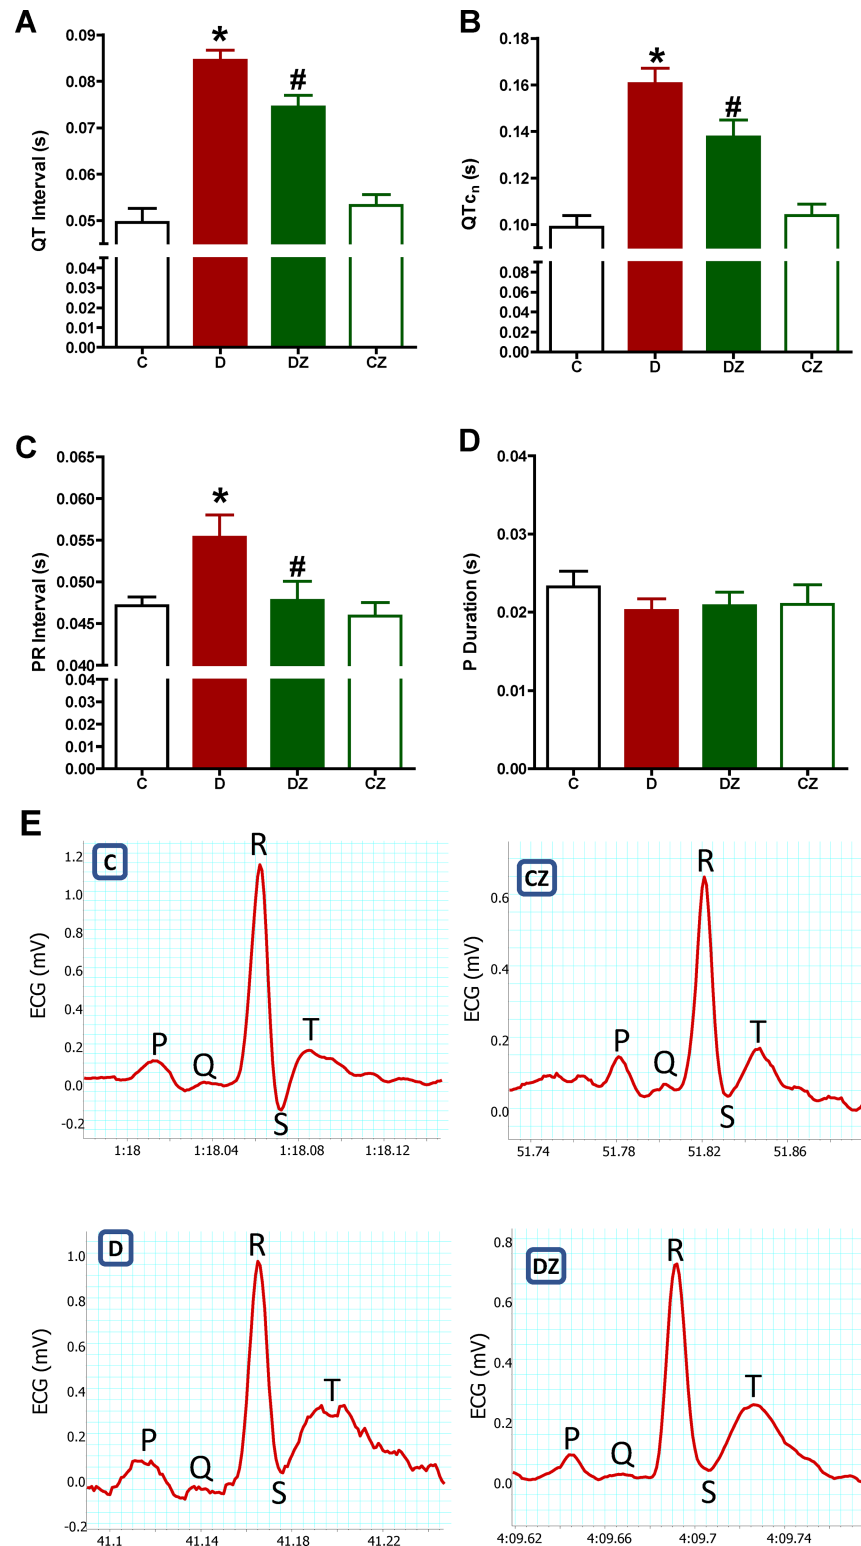 A
QT Interval (s)
0.09
0.08
0.07
0.06
0.05
0.04
0.03
0.02
0.01
0.00
*
#
C D DZ CZ
B
QTcn (s)
0.18
0.16
0.14
0.12
0.10
0.08
0.06
0.04
0.02
0.00
*
#
C D DZ CZ
C
PR Interval (s)
0.065
0.060
0.055
0.050
0.045
0.040
0.04
0.03
0.02
0.01
0.00
*
#
C D DZ CZ
D
P Duration (s)
0.04
0.03
0.02
0.01
0.00
C D DZ CZ
E
C
ECG (mV)
1.2
1.0
0.8
0.6
0.4
0.2
0.0
-0.2
P Q R S T
1:18 1:18.04 1:18.08 1:18.12
CZ
ECG (mV)
0.6
0.4
0.2
0.0
P Q R S T
51.74 51.78 51.82 51.86
D
ECG (mV)
1.0
0.8
0.6
0.4
0.2
0.0
-0.2
P Q R S T
41.1 41.14 41.18 41.22
DZ
ECG (mV)
0.8
0.6
0.4
0.2
0.0
P Q R S T
4:09.62 4:09.66 4:09.7 4:09.74